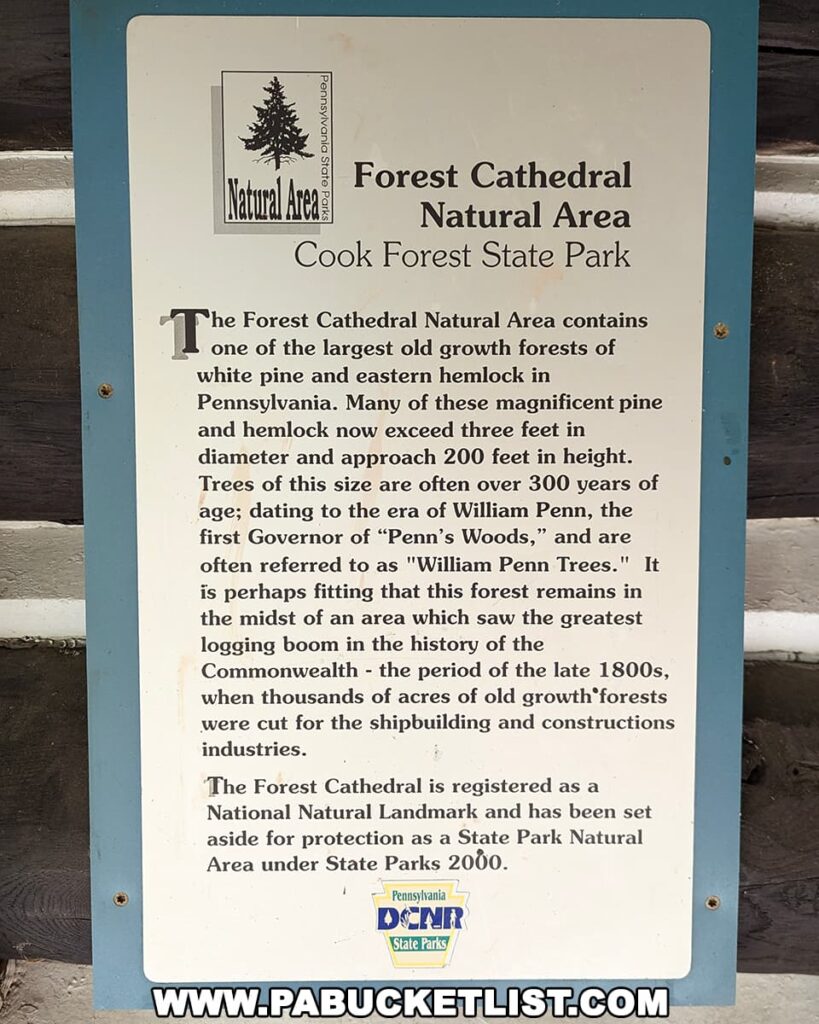 Pennsylvania State Parks
Natural Area
Forest Cathedral
Natural Area
Cook Forest State Park
The Forest Cathedral Natural Area contains
one of the largest old growth forests of
white pine and eastern hemlock in
Pennsylvania. Many of these magnificent pine
and hemlock now exceed three feet in
diameter and approach 200 feet in height.
Trees of this size are often over 300 years of
age; dating to the era of William Penn, the
first Governor of “Penn's Woods,” and are
often referred to as "William Penn Trees." It
is perhaps fitting that this forest remains in
the midst of an area which saw the greatest
logging boom in the history of the
Commonwealth - the period of the late 1800s,
when thousands of acres of old growth forests
were cut for the shipbuilding and constructions
industries.
The Forest Cathedral is registered as a
National Natural Landmark and has been set
aside for protection as a State Park Natural
Area under State Parks 2000.
Pennsylvania
DCNR
State Parks
WWW.PABUCKETLIST.COM